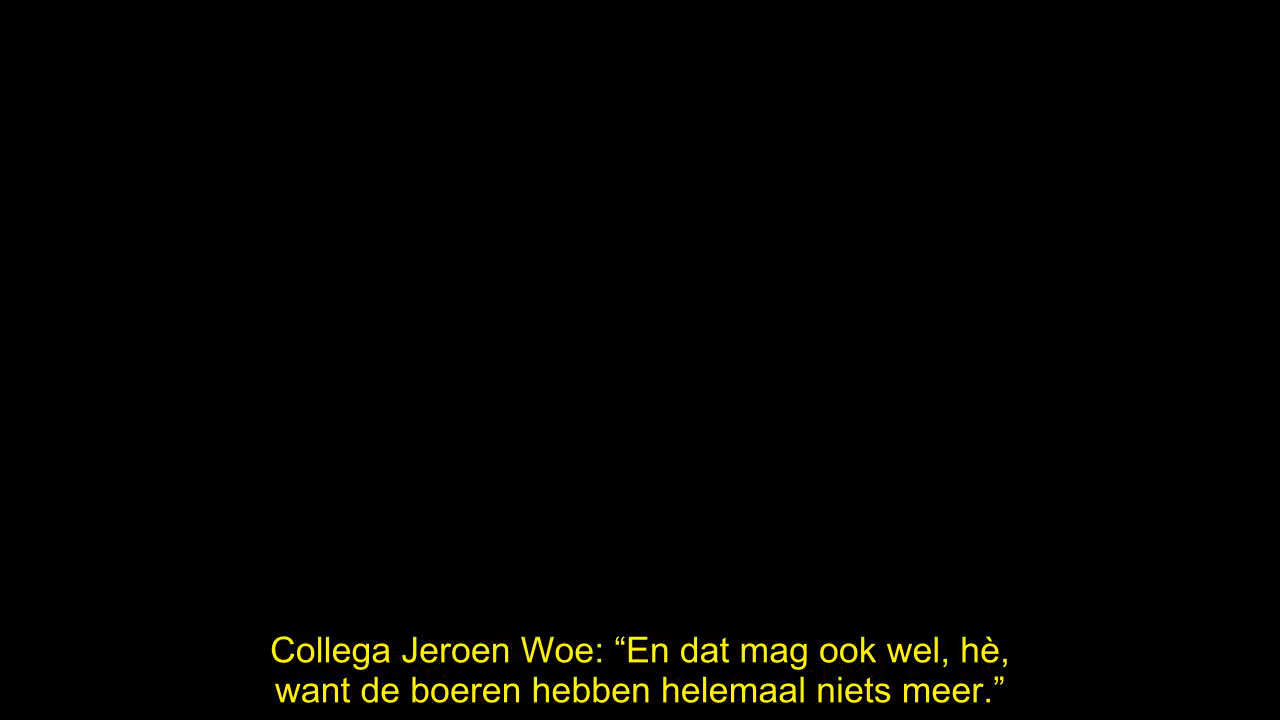 Collega Jeroen Woe: “En dat mag ook wel, hè,
want de boeren hebben helemaal niets meer.”